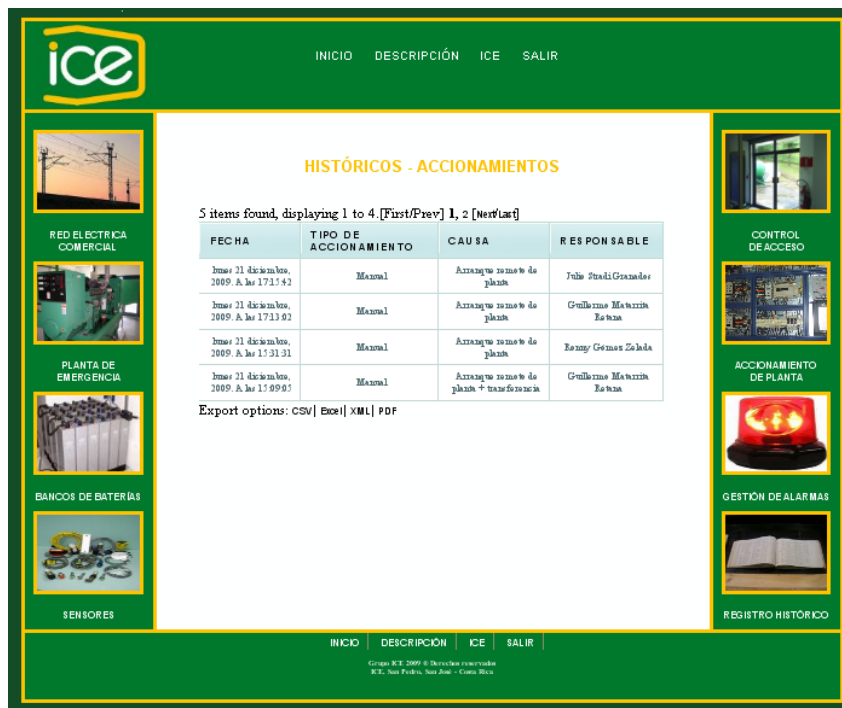 ice
INICIO DESCRIPCIÓN ICE SALIR
HISTÓRICOS - ACCIONAMIENTOS
5 items found, displaying 1 to 4.[First/Prev] 1, 2 [Next/Last]
FECHA TIPO DE ACCIONAMIENTO CAUSA RESPONSABLE
lunes 21 diciembre, 2009. A las 17:15:42 Manual Arranque remoto de planta Julio Stradi Granados
lunes 21 diciembre, 2009. A las 17:13:02 Manual Arranque remoto de planta Guillermo Matarrita Retana
lunes 21 diciembre, 2009. A las 15:31:31 Manual Arranque remoto de planta Ronny Gómez Zelada
lunes 21 diciembre, 2009. A las 15:09:05 Manual Arranque remoto de planta + transferencia Guillermo Matarrita Retana
Export options: CSV| Excel| XML| PDF
RED ELECTRICA
COMERCIAL
PLANTA DE
EMERGENCIA
BANCOS DE BATERÍAS
SENSORES
CONTROL
DE ACCESO
ACCIONAMIENTO
DE PLANTA
GESTIÓN DE ALARMAS
REGISTRO HISTÓRICO
INICIO DESCRIPCIÓN ICE SALIR
Grupo ICE 2009 © Derechos reservados
ICE, San Pedro, San José - Costa Rica